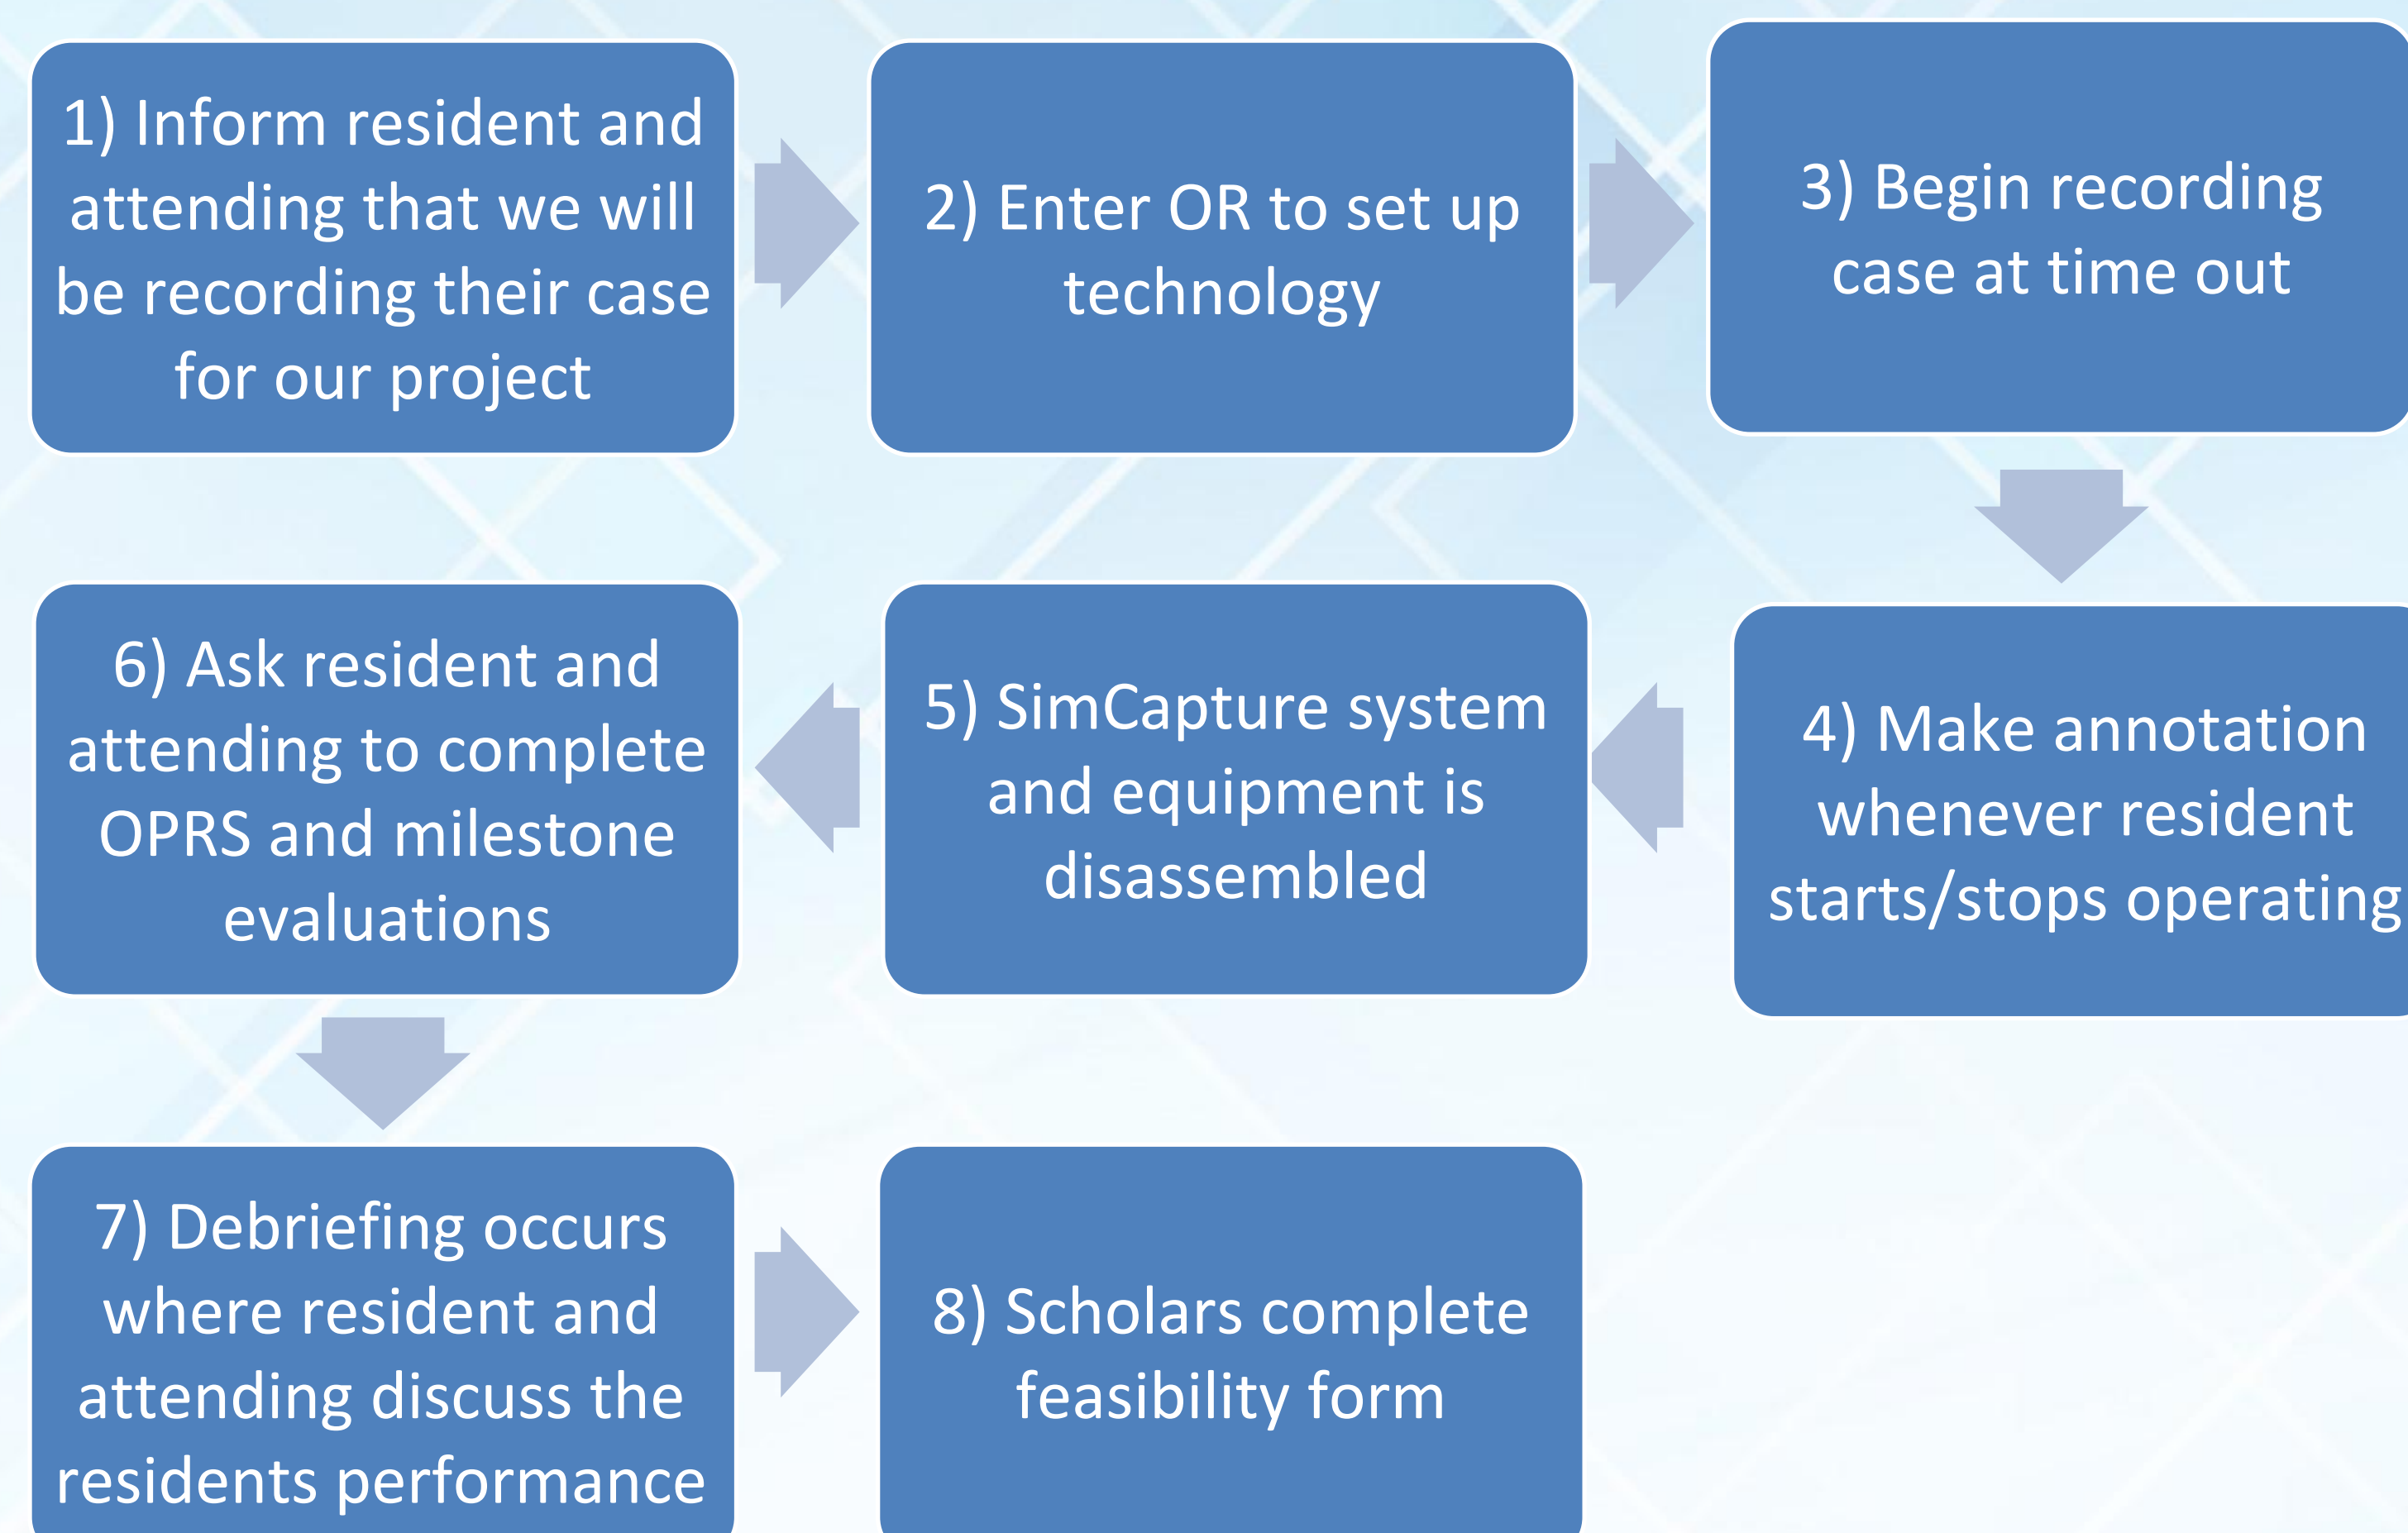 1) Inform resident and
attending that we will
be recording their case
for our project
2) Enter OR to set up
technology
3) Begin recording
case at time out
4) Make annotation
whenever resident
starts/stops operating
5) SimCapture system
and equipment is
disassembled
6) Ask resident and
attending to complete
OPRS and milestone
evaluations
7) Debriefing occurs
where resident and
attending discuss the
residents performance
8) Scholars complete
feasibility form